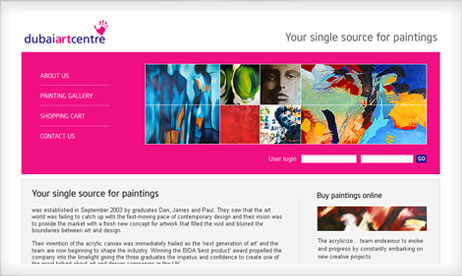 dubaiartcentre
Your single source for paintings
ABOUT US
PAINTING GALLERY
SHOPPING CART
CONTACT US
User login
GO
Your single source for paintings
was established in September 2003 by graduates Dan, James and Paul. They saw that the art
world was failing to catch up with the fast-moving pace of contemporary design and their vision was
to provide the market with a fresh new concept for artwork that filled the void and blurred the
boundaries between art and design.
Their invention of the acrylic canvas was immediately hailed as the 'next generation of art' and the
team are now beginning to shape the industry. Winning the BIDA 'best product' award propelled the
company into the limelight giving the three graduates the impetus and confidence to create one of
the most talked about art and design companies in the UK.
Buy paintings online
The acrylicize... team endeavour to evolve
and progress by constantly embarking on
new creative projects.